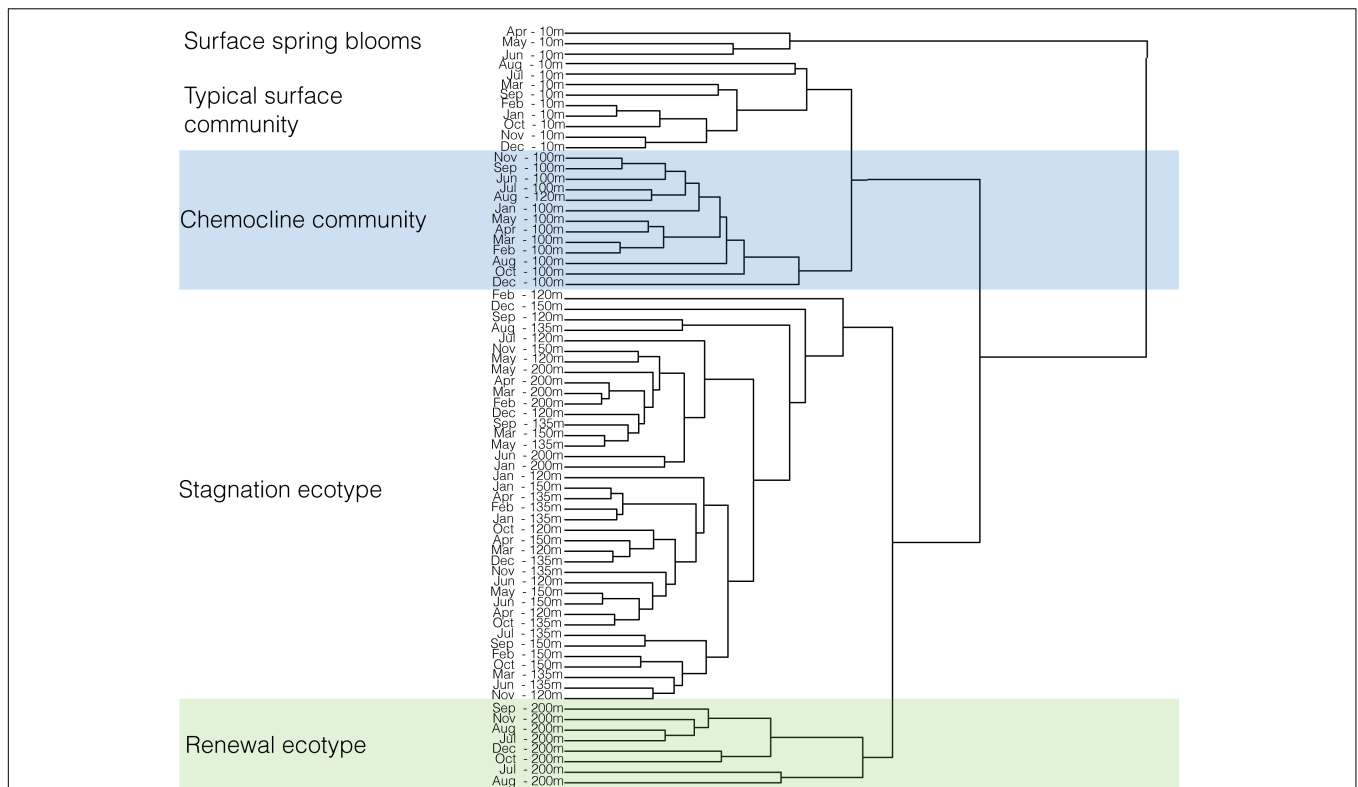 Surface spring blooms
Typical surface
community
Chemocline community
Stagnation ecotype
Renewal ecotype
Apr - 10m
May - 10m
Jun - 10m
Aug - 10m
Jul - 10m
Mar - 10m
Sep - 10m
Feb - 10m
Jan - 10m
Oct - 10m
Nov - 10m
Dec - 10m
Nov - 100m
Sep - 100m
Jun - 100m
Jul - 100m
Aug - 120m
Jan - 100m
May - 100m
Apr - 100m
Mar - 100m
Feb - 100m
Aug - 100m
Oct - 100m
Dec - 100m
Feb - 120m
Dec - 150m
Sep - 120m
Aug - 135m
Jul - 120m
Nov - 150m
May - 120m
May - 200m
Apr - 200m
Mar - 200m
Feb - 200m
Dec - 120m
Sep - 135m
Mar - 150m
May - 135m
Jun - 200m
Jan - 200m
Jan - 120m
Jan - 150m
Apr - 135m
Feb - 135m
Jan - 135m
Oct - 120m
Apr - 150m
Mar - 120m
Dec - 135m
Nov - 135m
Jun - 120m
May - 150m
Jun - 150m
Apr - 120m
Oct - 135m
Jul - 135m
Sep - 150m
Feb - 150m
Oct - 150m
Mar - 135m
Jun - 135m
Nov - 120m
Sep - 200m
Nov - 200m
Aug - 200m
Jul - 200m
Dec - 200m
Oct - 200m
Jul - 200m
Aug - 200m